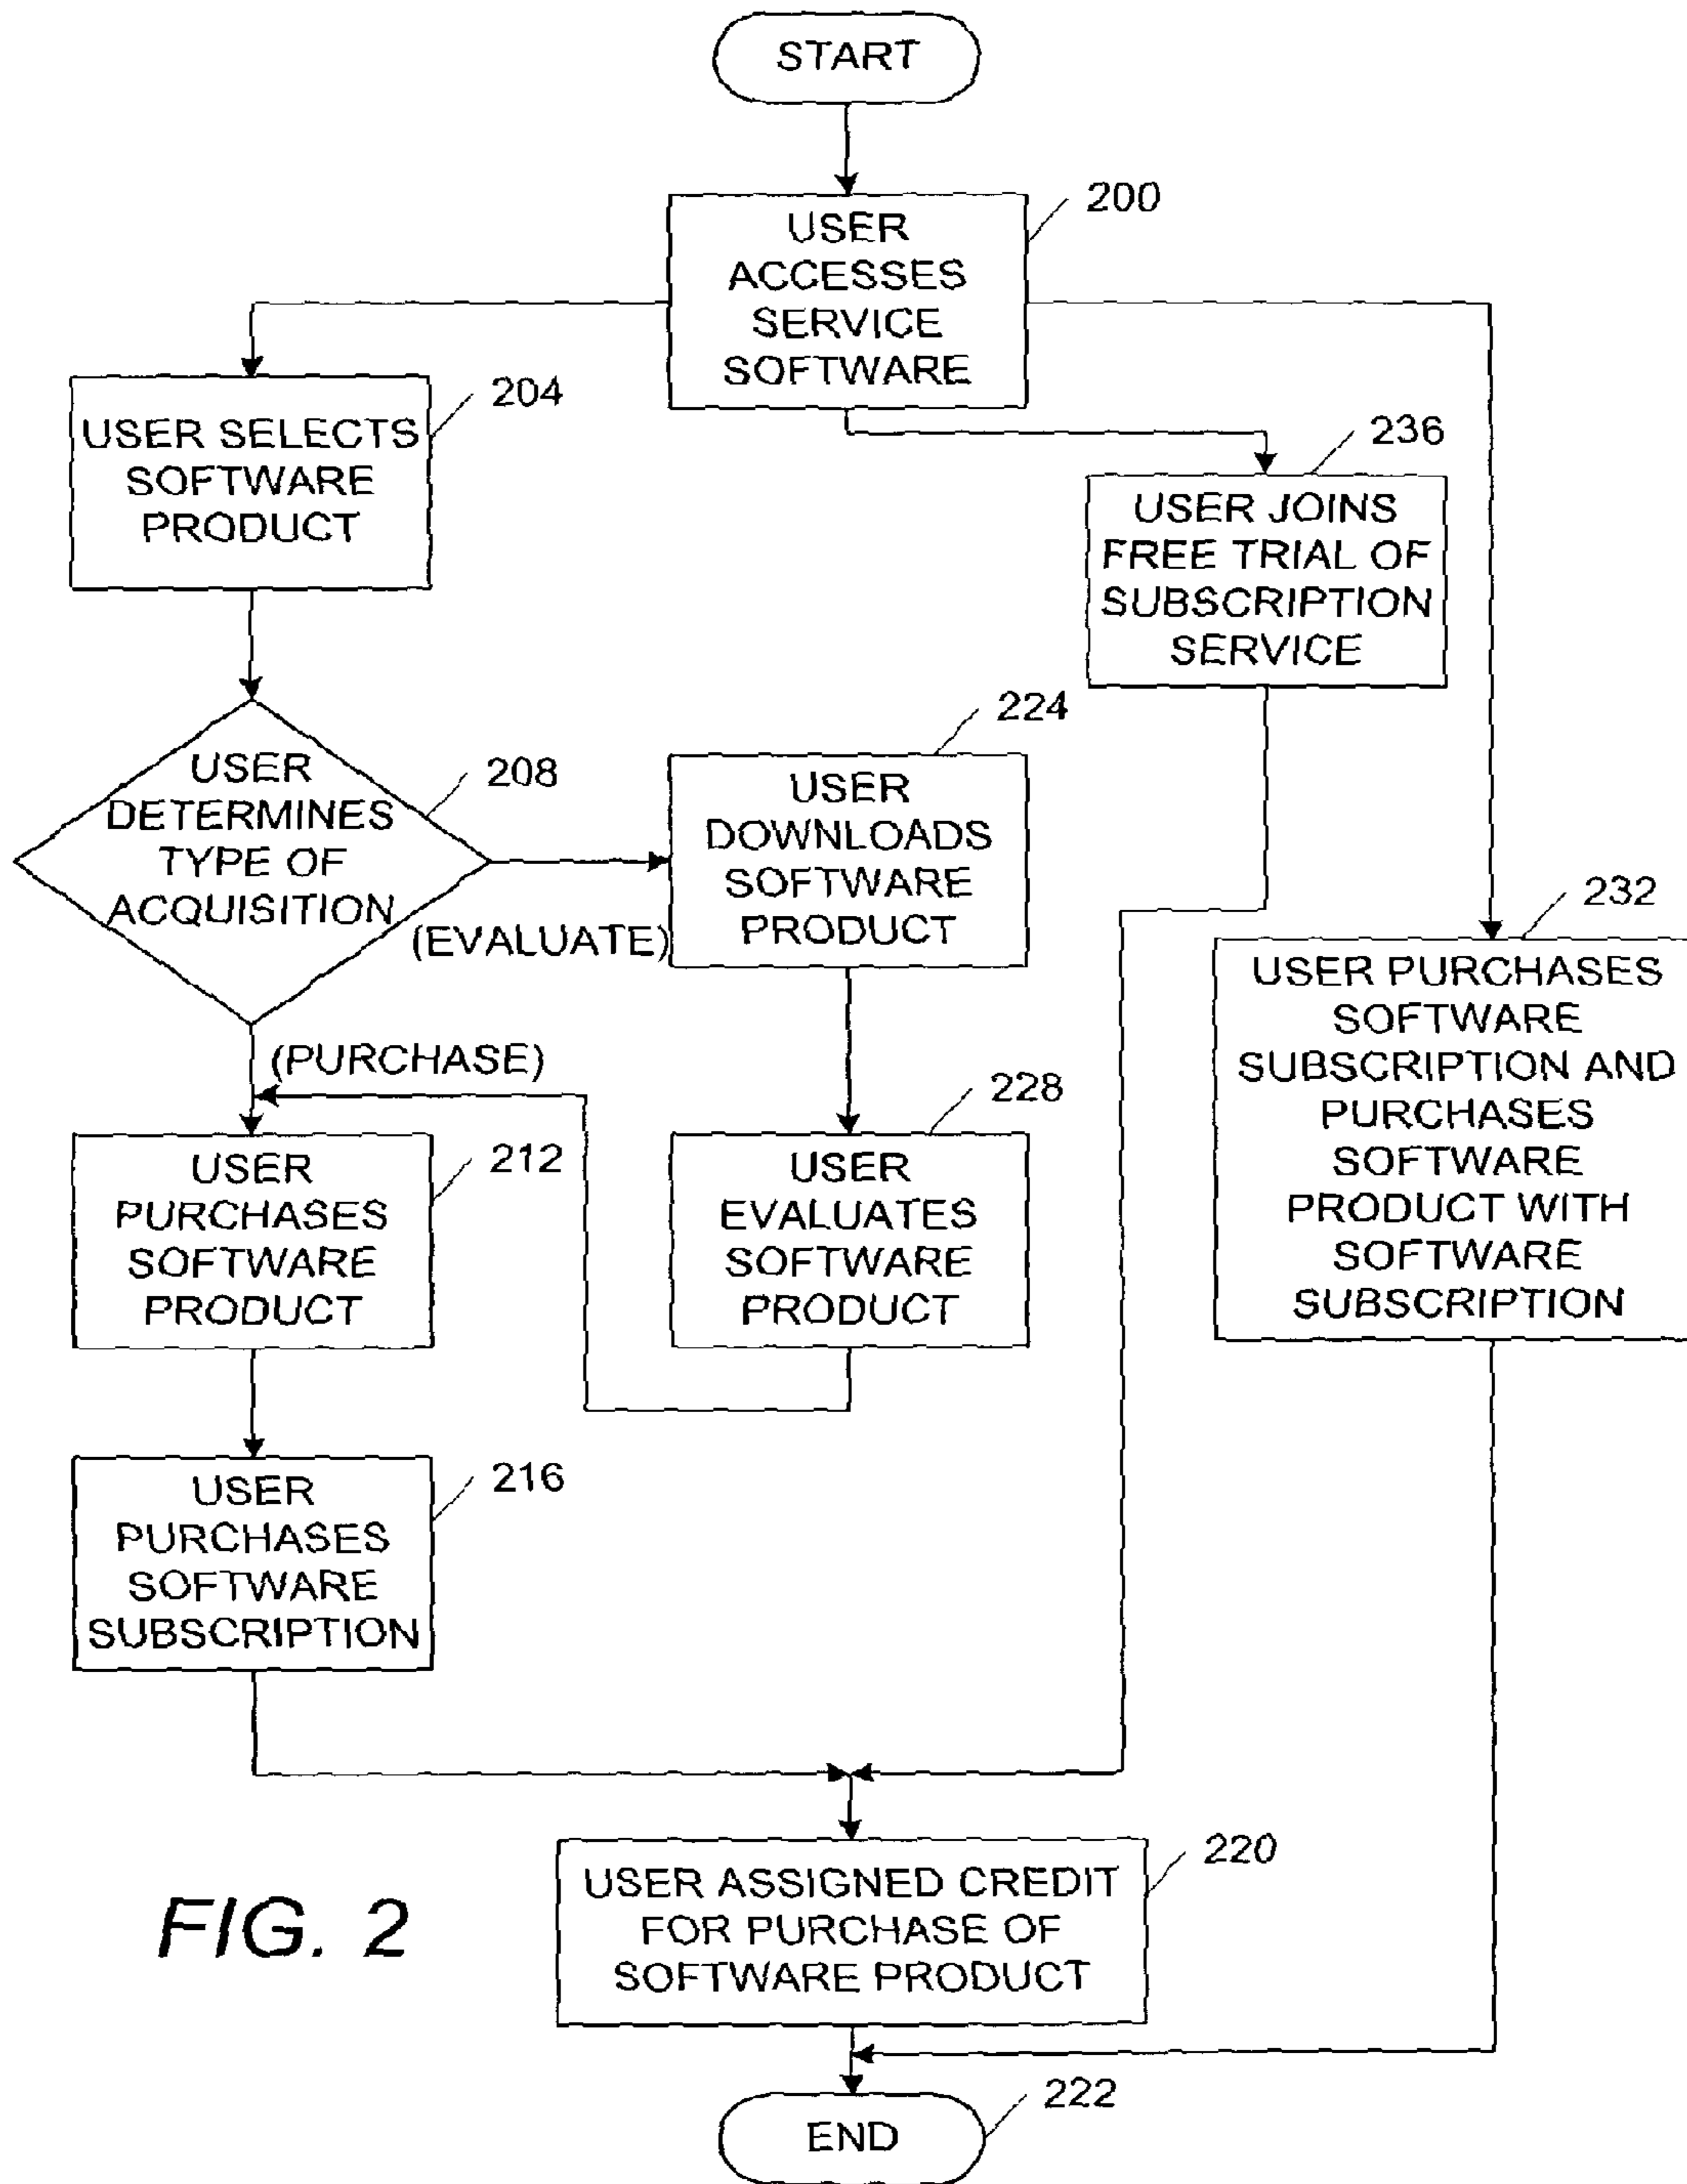 START
200
USER
ACCESSES
SERVICE
SOFTWARE
204
USER SELECTS
SOFTWARE
PRODUCT
236
USER JOINS
FREE TRIAL OF
SUBSCRIPTION
SERVICE
208
USER
DETERMINES
TYPE OF
ACQUISITION
(EVALUATE)
224
USER
DOWNLOADS
SOFTWARE
PRODUCT
232
USER PURCHASES
SOFTWARE
SUBSCRIPTION AND
PURCHASES
SOFTWARE
PRODUCT WITH
SOFTWARE
SUBSCRIPTION
(PURCHASE)
212
USER
PURCHASES
SOFTWARE
PRODUCT
228
USER
EVALUATES
SOFTWARE
PRODUCT
216
USER
PURCHASES
SOFTWARE
SUBSCRIPTION
220
USER ASSIGNED CREDIT
FOR PURCHASE OF
SOFTWARE PRODUCT
FIG. 2
222
END